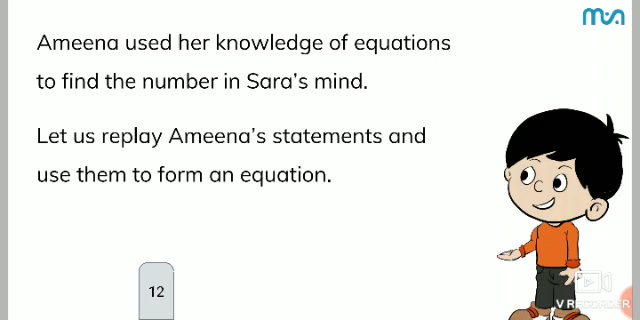 Ameena used her knowledge of equations
to find the number in Sara's mind.
Let us replay Ameena's statements and
use them to form an equation.
12
V RECORDER